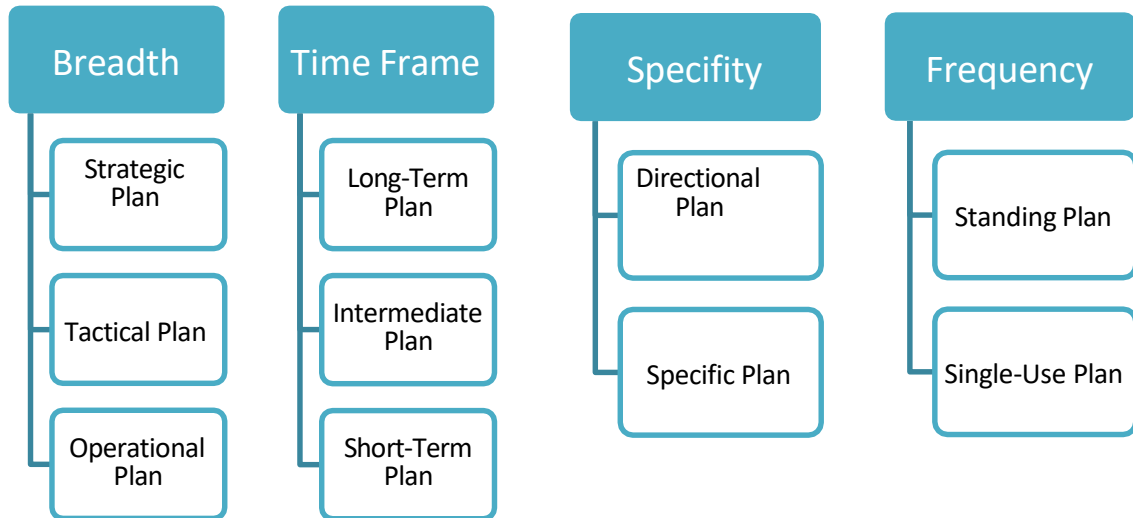 Breadth
Strategic
Plan
Tactical Plan
Operational
Plan
Time Frame
Long-Term
Plan
Intermediate
Plan
Short-Term
Plan
Specifity
Directional
Plan
Specific Plan
Frequency
Standing Plan
Single-Use Plan